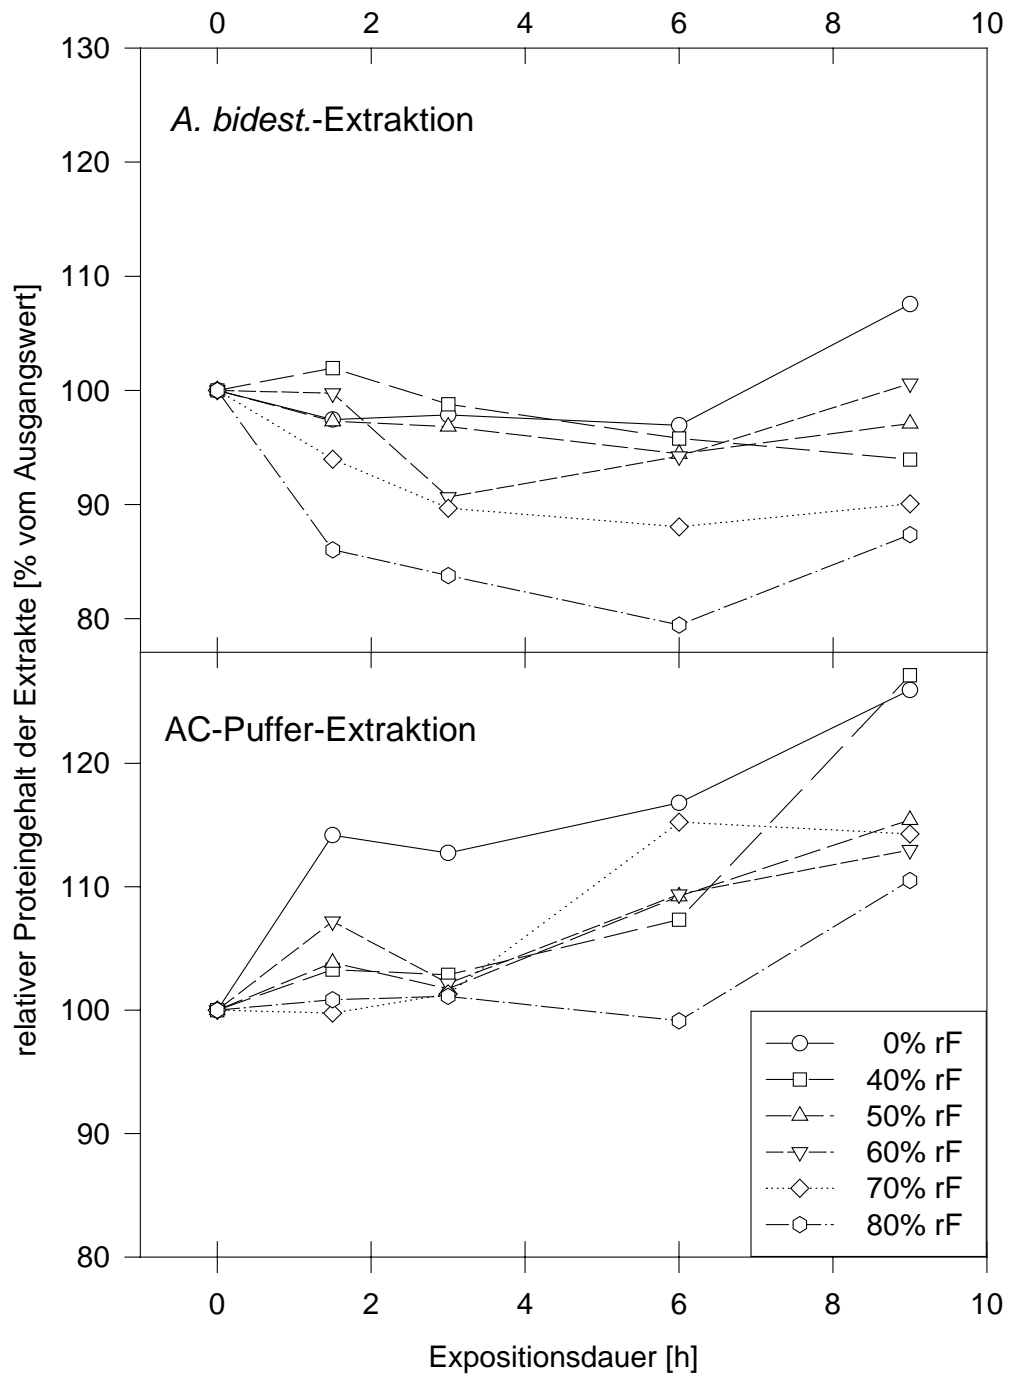 0 2 4 6 8 10
130
A. bidest.-Extraktion
120
110
100
90
80
relativer Proteingehalt der Extrakte [% vom Ausgangswert]
AC-Puffer-Extraktion
120
110
100
90
80
0% rF
40% rF
50% rF
60% rF
70% rF
80% rF
0 2 4 6 8 10
Expositionsdauer [h]